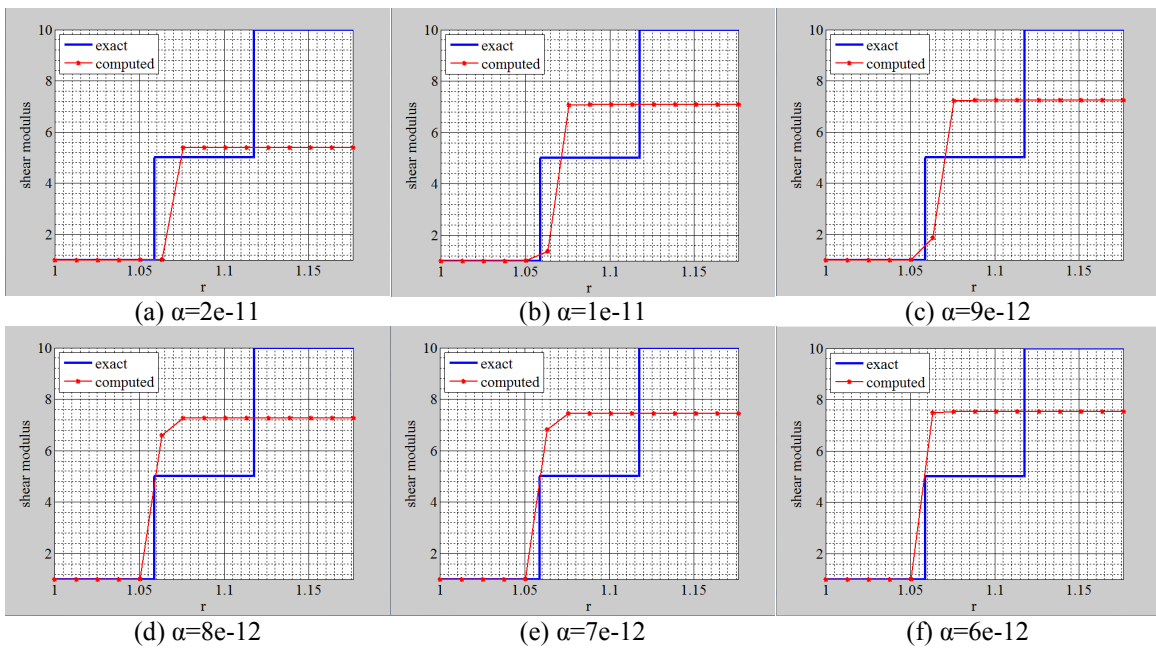 10
8
6
4
2
shear modulus
exact
computed
1
1.05
1.1
1.15
r
(a) α=2e-11
10
8
6
4
2
shear modulus
exact
computed
1
1.05
1.1
1.15
r
(b) α=1e-11
10
8
6
4
2
shear modulus
exact
computed
1
1.05
1.1
1.15
r
(c) α=9e-12
10
8
6
4
2
shear modulus
exact
computed
1
1.05
1.1
1.15
r
(d) α=8e-12
10
8
6
4
2
shear modulus
exact
computed
1
1.05
1.1
1.15
r
(e) α=7e-12
10
8
6
4
2
shear modulus
exact
computed
1
1.05
1.1
1.15
r
(f) α=6e-12